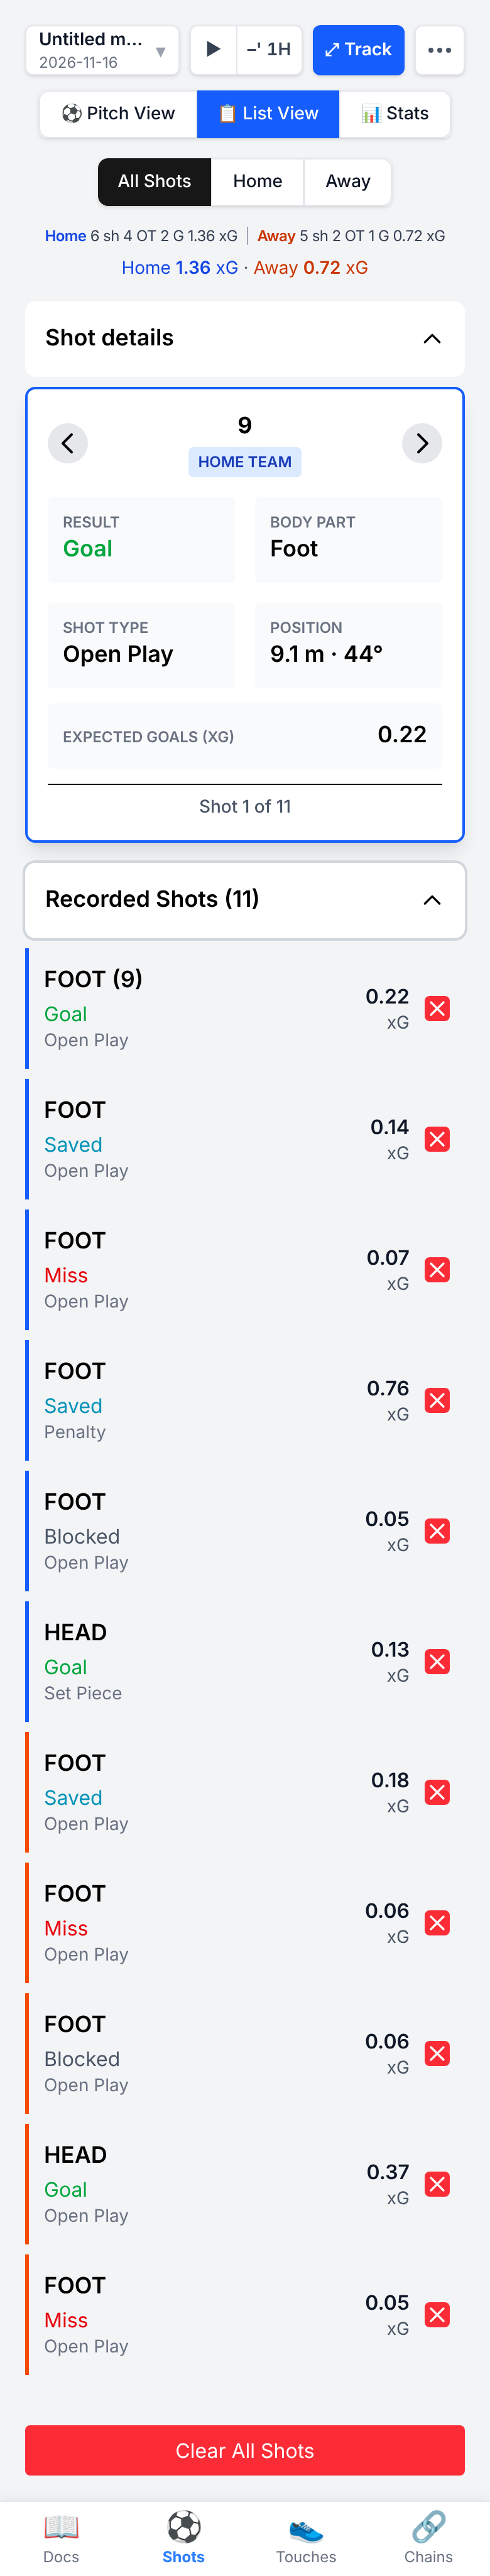 Untitled m...
2026-11-16
–' 1H
Track
Pitch View
List View
Stats
All Shots
Home
Away
Home 6 sh 4 OT 2 G 1.36 xG | Away 5 sh 2 OT 1 G 0.72 xG
Home 1.36 xG · Away 0.72 xG
Shot details
9
HOME TEAM
RESULT
Goal
BODY PART
Foot
SHOT TYPE
Open Play
POSITION
9.1 m · 44°
EXPECTED GOALS (XG)
0.22
Shot 1 of 11
Recorded Shots (11)
FOOT (9)
Goal
Open Play
0.22
xG
FOOT
Saved
Open Play
0.14
xG
FOOT
Miss
Open Play
0.07
xG
FOOT
Saved
Penalty
0.76
xG
FOOT
Blocked
Open Play
0.05
xG
HEAD
Goal
Set Piece
0.13
xG
FOOT
Saved
Open Play
0.18
xG
FOOT
Miss
Open Play
0.06
xG
FOOT
Blocked
Open Play
0.06
xG
HEAD
Goal
Open Play
0.37
xG
FOOT
Miss
Open Play
0.05
xG
Clear All Shots
Docs
Shots
Touches
Chains